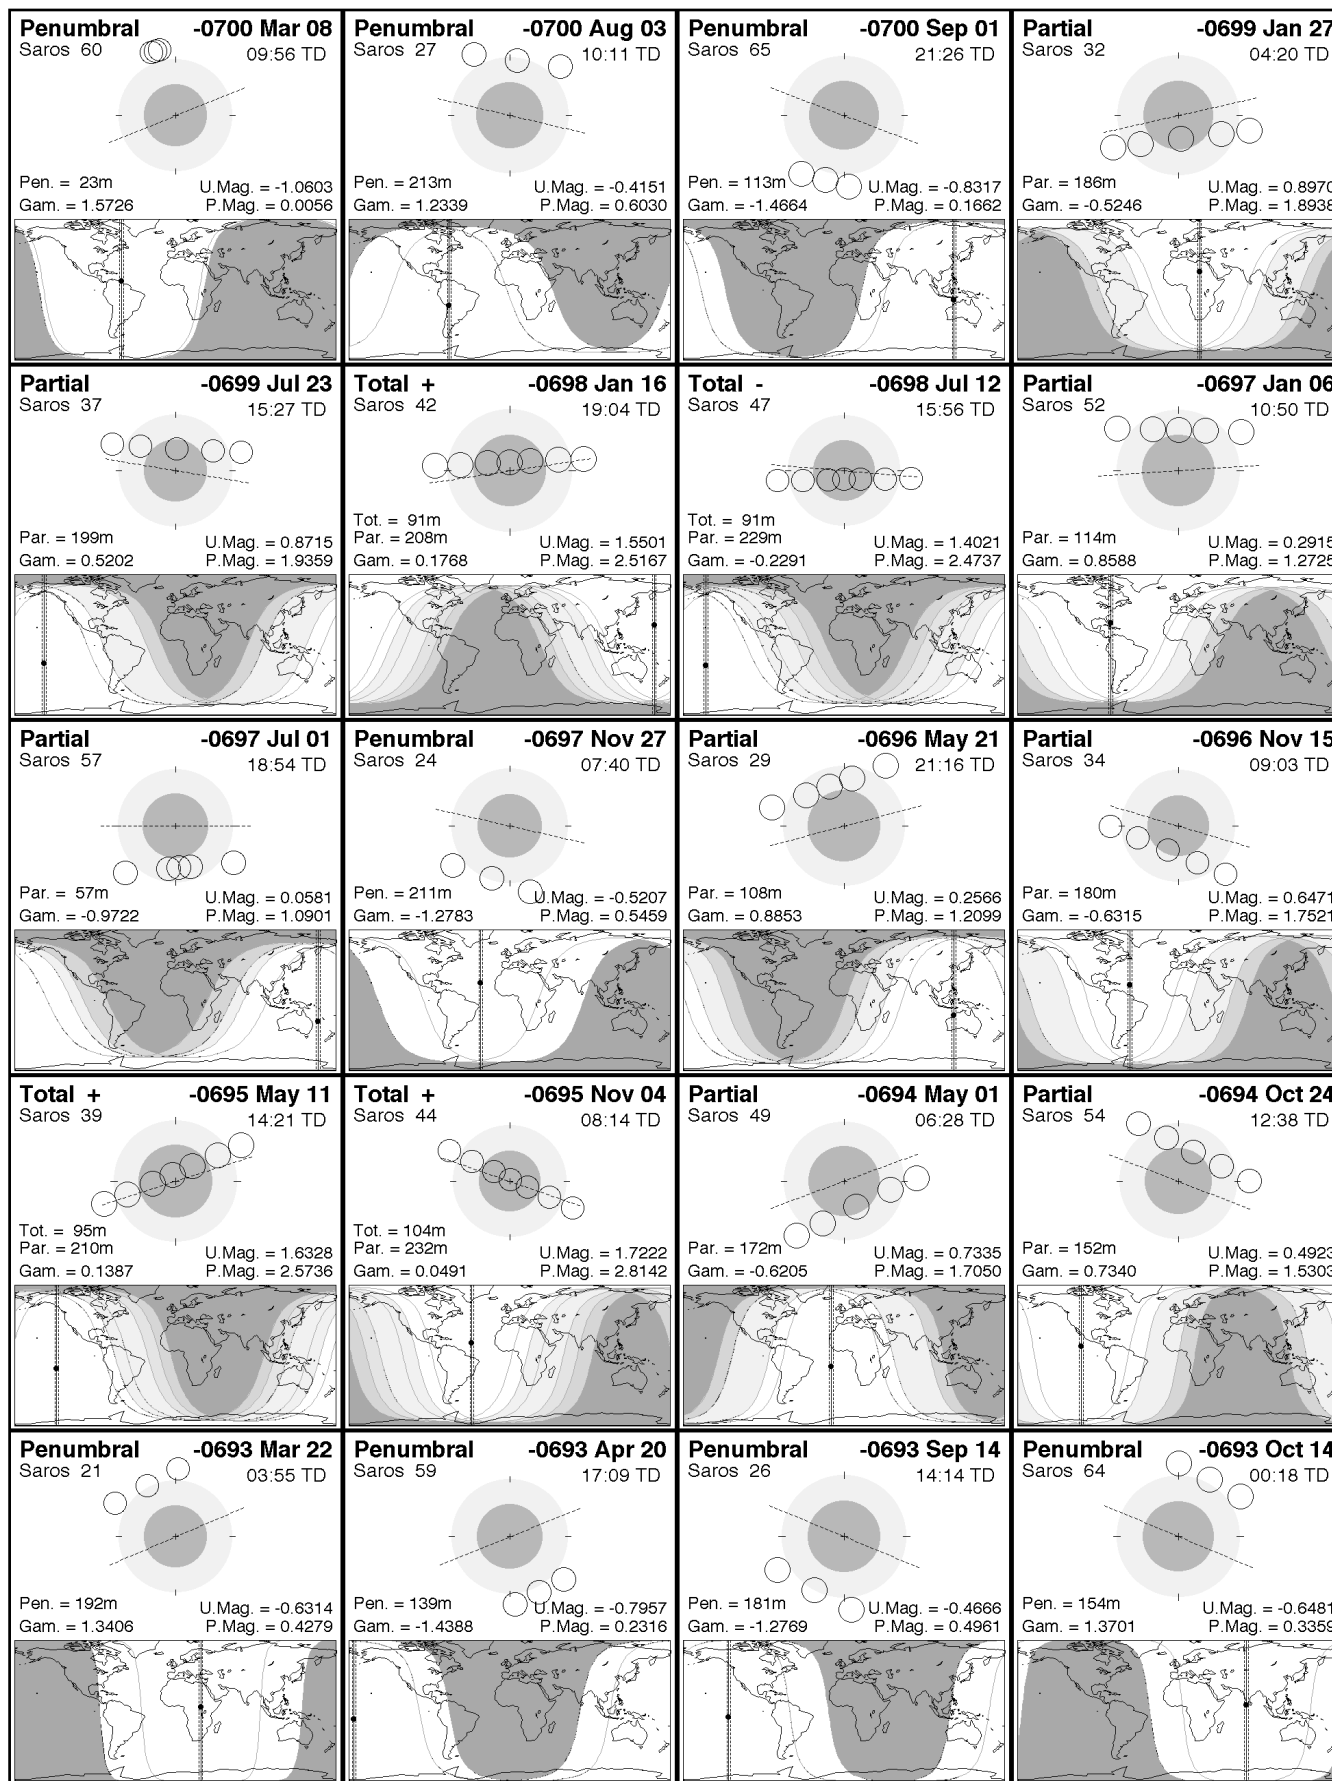 Penumbral -0700 Mar 08
Saros 60 09:56 TD
Pen. = 23m U.Mag. = -1.0603
Gam. = 1.5726 P.Mag. = 0.0056
Penumbral -0700 Aug 03
Saros 27 10:11 TD
Pen. = 213m U.Mag. = -0.4151
Gam. = 1.2339 P.Mag. = 0.6030
Penumbral -0700 Sep 01
Saros 65 21:26 TD
Pen. = 113m U.Mag. = -0.8317
Gam. = -1.4664 P.Mag. = 0.1662
Partial -0699 Jan 27
Saros 32 04:20 TD
Par. = 186m U.Mag. = 0.8970
Gam. = -0.5246 P.Mag. = 1.8938
Partial -0699 Jul 23
Saros 37 15:27 TD
Par. = 199m U.Mag. = 0.8715
Gam. = 0.5202 P.Mag. = 1.9359
Total + -0698 Jan 16
Saros 42 19:04 TD
Tot. = 91m
Par. = 208m U.Mag. = 1.5501
Gam. = 0.1768 P.Mag. = 2.5167
Total - -0698 Jul 12
Saros 47 15:56 TD
Tot. = 91m
Par. = 229m U.Mag. = 1.4021
Gam. = -0.2291 P.Mag. = 2.4737
Partial -0697 Jan 06
Saros 52 10:50 TD
Par. = 114m U.Mag. = 0.2915
Gam. = 0.8588 P.Mag. = 1.2725
Partial -0697 Jul 01
Saros 57 18:54 TD
Par. = 57m U.Mag. = 0.0581
Gam. = -0.9722 P.Mag. = 1.0901
Penumbral -0697 Nov 27
Saros 24 07:40 TD
Pen. = 211m U.Mag. = -0.5207
Gam. = -1.2783 P.Mag. = 0.5459
Partial -0696 May 21
Saros 29 21:16 TD
Par. = 108m U.Mag. = 0.2566
Gam. = 0.8853 P.Mag. = 1.2099
Partial -0696 Nov 15
Saros 34 09:03 TD
Par. = 180m U.Mag. = 0.6471
Gam. = -0.6315 P.Mag. = 1.7521
Total + -0695 May 11
Saros 39 14:21 TD
Tot. = 95m
Par. = 210m U.Mag. = 1.6328
Gam. = 0.1387 P.Mag. = 2.5736
Total + -0695 Nov 04
Saros 44 08:14 TD
Tot. = 104m
Par. = 232m U.Mag. = 1.7222
Gam. = 0.0491 P.Mag. = 2.8142
Partial -0694 May 01
Saros 49 06:28 TD
Par. = 172m U.Mag. = 0.7335
Gam. = -0.6205 P.Mag. = 1.7050
Partial -0694 Oct 24
Saros 54 12:38 TD
Par. = 152m U.Mag. = 0.4923
Gam. = 0.7340 P.Mag. = 1.5303
Penumbral -0693 Mar 22
Saros 21 03:55 TD
Pen. = 192m U.Mag. = -0.6314
Gam. = 1.3406 P.Mag. = 0.4279
Penumbral -0693 Apr 20
Saros 59 17:09 TD
Pen. = 139m U.Mag. = -0.7957
Gam. = -1.4388 P.Mag. = 0.2316
Penumbral -0693 Sep 14
Saros 26 14:14 TD
Pen. = 181m U.Mag. = -0.4666
Gam. = -1.2769 P.Mag. = 0.4961
Penumbral -0693 Oct 14
Saros 64 00:18 TD
Pen. = 154m U.Mag. = -0.6481
Gam. = 1.3701 P.Mag. = 0.3359